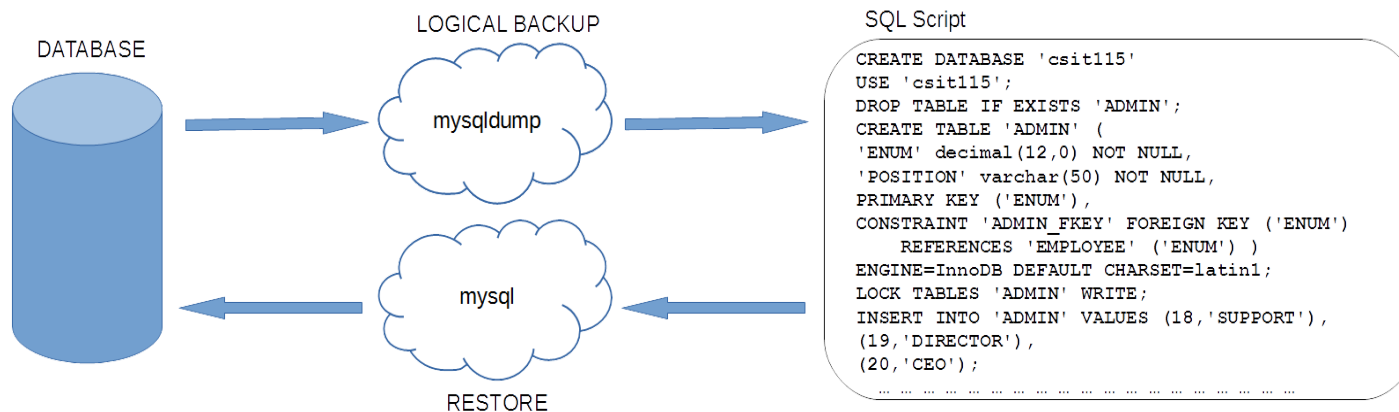 DATABASE
LOGICAL BACKUP
mysqldump
mysql
RESTORE
SQL Script
CREATE DATABASE 'csit115'
USE 'csit115';
DROP TABLE IF EXISTS 'ADMIN';
CREATE TABLE 'ADMIN' (
'ENUM' decimal(12,0) NOT NULL,
'POSITION' varchar(50) NOT NULL,
PRIMARY KEY ('ENUM'),
CONSTRAINT 'ADMIN_FKEY' FOREIGN KEY ('ENUM')
    REFERENCES 'EMPLOYEE' ('ENUM') )
ENGINE=InnoDB DEFAULT CHARSET=latin1;
LOCK TABLES 'ADMIN' WRITE;
INSERT INTO 'ADMIN' VALUES (18,'SUPPORT'),
(19,'DIRECTOR'),
(20,'CEO');
… … … … … … … … … … … … … … … … … … …